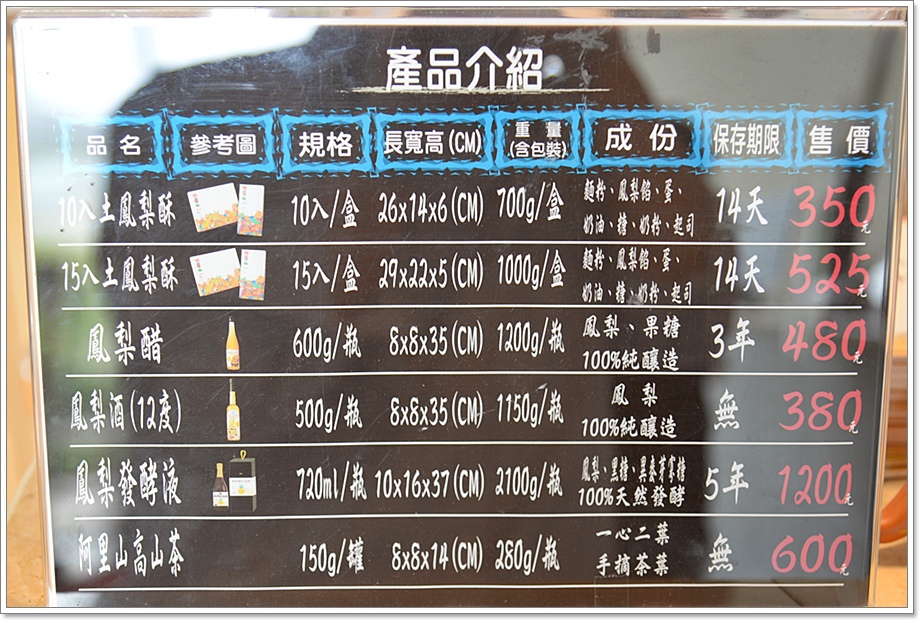 產品介紹
品名 參考圖 規格 長寬高(CM) 重量(含包裝) 成份 保存期限 售價
10入土鳳梨酥 10入/盒 26x14x6(CM) 700g/盒 麵粉、鳳梨餡、蛋、奶油、糖、奶粉、起司 14天 350元
15入土鳳梨酥 15入/盒 29x22x5(CM) 1000g/盒 麵粉、鳳梨餡、蛋、奶油、糖、奶粉、起司 14天 525元
鳳梨醋 600g/瓶 8x8x35(CM) 1200g/瓶 鳳梨、果糖 100%純釀造 3年 480元
鳳梨酒(12度) 500g/瓶 8x8x35(CM) 1150g/瓶 鳳梨 100%純釀造 無 380元
鳳梨發酵液 720ml/瓶 10x16x37(CM) 2100g/瓶 鳳梨、黑糖、異麥芽寡糖 100%天然發酵 5年 1200元
阿里山高山茶 150g/罐 8x8x14(CM) 280g/瓶 一心二葉 手摘茶葉 無 600元